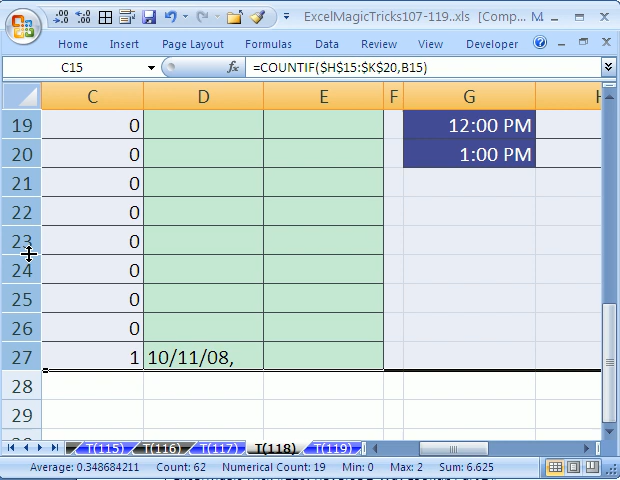 ExcelMagicTricks107-119..xls [Comp... M
Home Insert Page Layout Formulas Data Review View Developer
C15 =COUNTIF($H$15:$K$20,B15)
C D E F G
19 0 12:00 PM
20 0 1:00 PM
21 0
22 0
23 0
24 0
25 0
26 0
27 1 10/11/08,
28
29
T(115) T(116) T(117) T(118) T(119)
Average: 0.348684211 Count: 62 Numerical Count: 19 Min: 0 Max: 2 Sum: 6.625